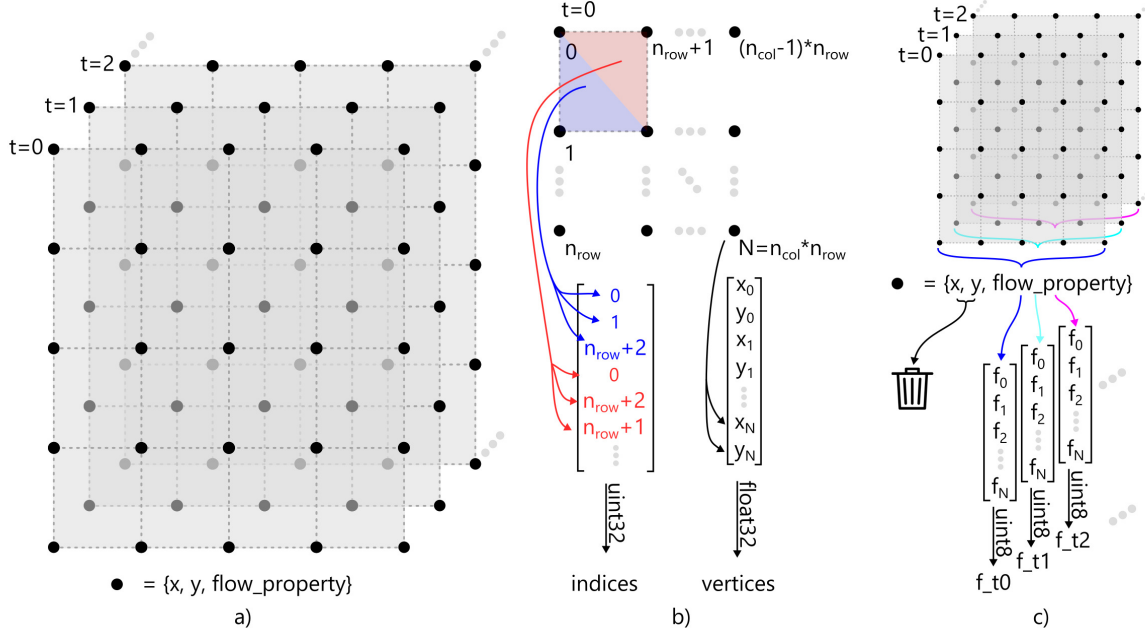 t=2
t=1
t=0
● = {x, y, flow_property}
a)
t=0
0
n_row+1
(n_col-1)*n_row
1
n_row
N=n_col*n_row
0
1
n_row+2
0
n_row+2
n_row+1
x_0
y_0
x_1
y_1
x_N
y_N
uint32
float32
indices
vertices
b)
t=2
t=1
t=0
● = {x, y, flow_property}
f_0
f_1
f_2
f_N
uint8
f_t0
f_0
f_1
f_2
f_N
uint8
f_t1
f_0
f_1
f_2
f_N
uint8
f_t2
c)